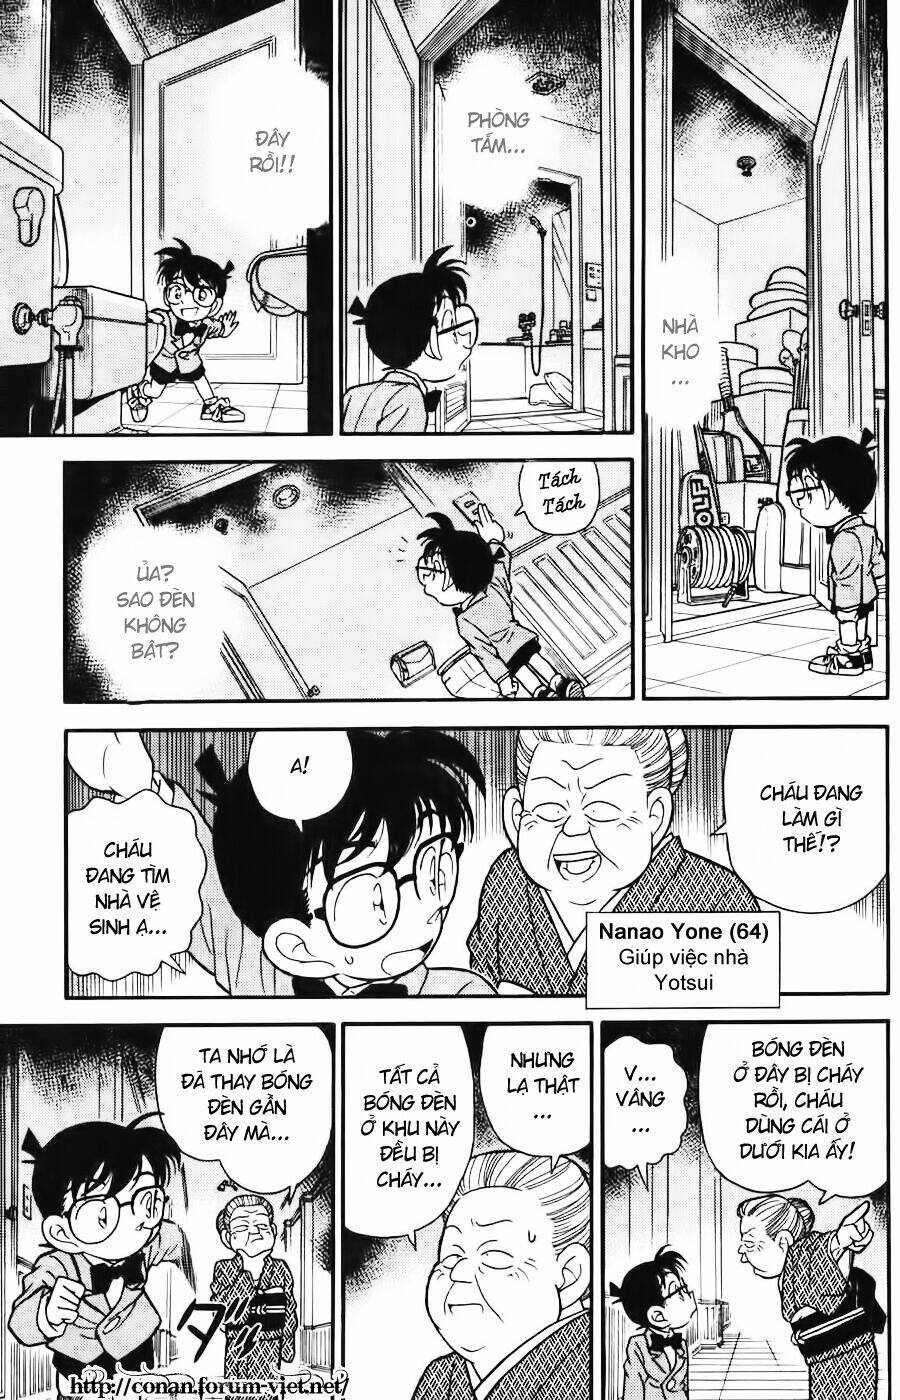 NHÀ
KHO
...
PHÒNG
TẮM...
ĐÂY
RỒI!!
OLF
Tách
Tách
ỦA?
SAO ĐÈN
KHÔNG
BẬT?
CHÁU ĐANG
LÀM GÌ
THẾ!?
Nanao Yone (64)
Giúp việc nhà
Yotsui
A!
CHÁU
ĐANG TÌM
NHÀ VỆ
SINH Ạ...
BÓNG ĐÈN
Ở ĐÂY BỊ CHÁY
RỒI, CHÁU
DÙNG CÁI Ở
DƯỚI KIA ẤY!
V...
VÂNG
...
NHƯNG
LẠ THẬT
...
TẤT CẢ
BÓNG ĐÈN
Ở KHU NÀY
ĐỀU BỊ
CHÁY...
TA NHỚ LÀ
ĐÃ THAY BÓNG
ĐÈN GẦN
ĐÂY MÀ...
ダッ
http://conan.forum-viet.net/